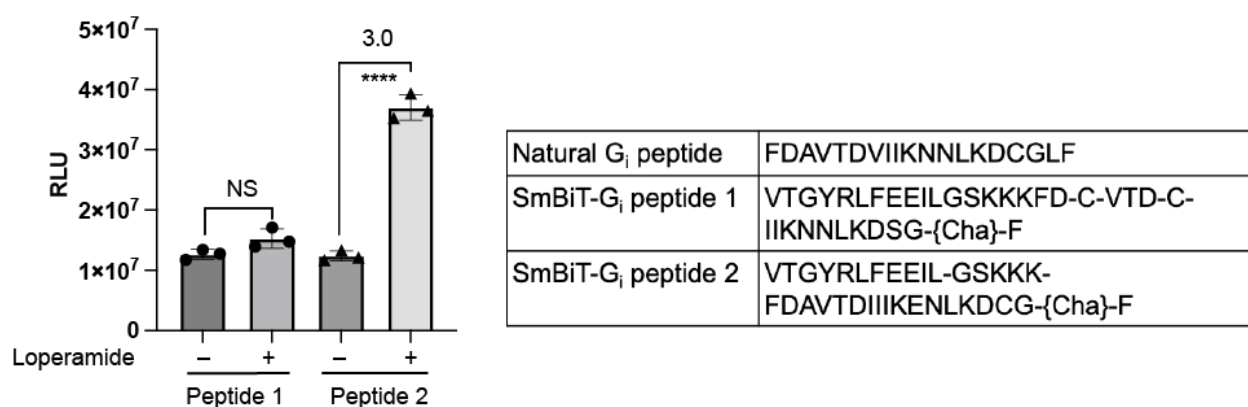 5×10⁷
4×10⁷
3×10⁷
2×10⁷
1×10⁷
0
RLU
NS
3.0
****
Loperamide
– + – +
Peptide 1 Peptide 2
Natural Gᵢ peptide FDAVTDVIIKNNLKDCGLF
SmBiT-Gᵢ peptide 1 VTGYRLFEEILGSKKKFD-C-VTD-C-
IIKNNLKDSG-{Cha}-F
SmBiT-Gᵢ peptide 2 VTGYRLFEEIL-GSKKK-
FDAVTDIIIKENLKDCG-{Cha}-F